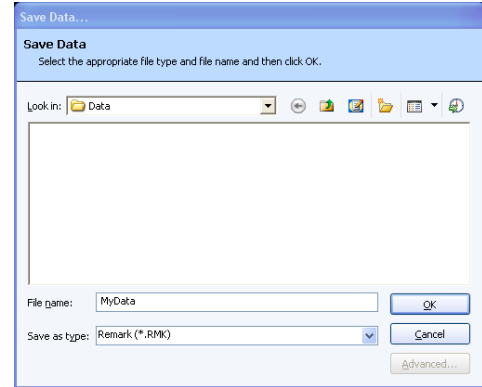 Save Data...
Save Data
Select the appropriate file type and file name and then click OK.
Look in: Data
File name: MyData OK
Save as type: Remark (*.RMK) Cancel
Advanced...